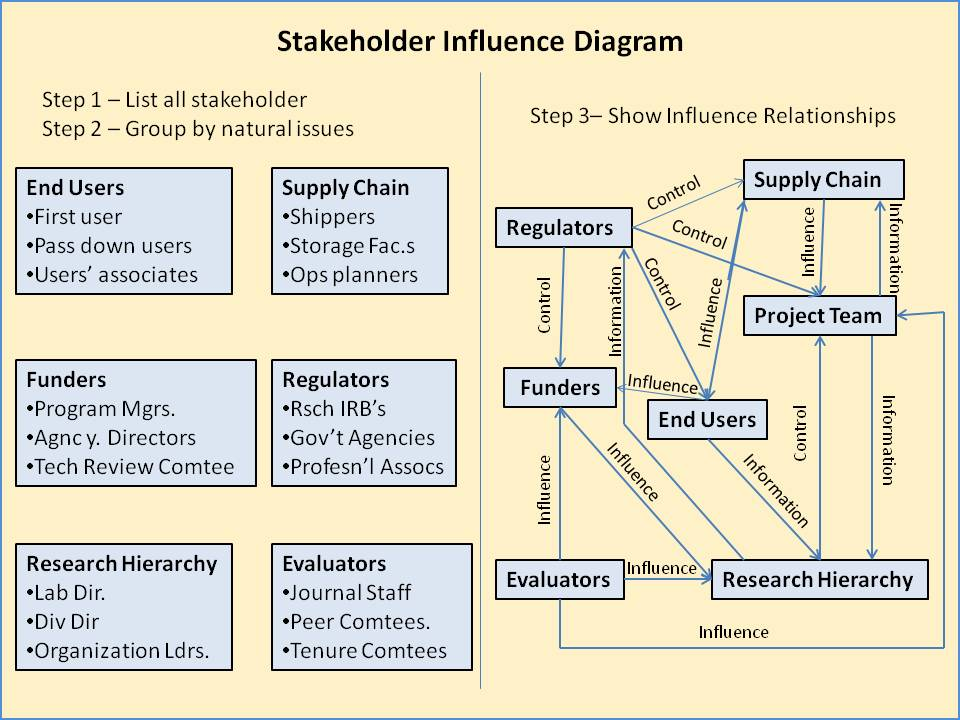 Stakeholder Influence Diagram
Step 1 – List all stakeholder
Step 2 – Group by natural issues
End Users
•First user
•Pass down users
•Users’ associates
Supply Chain
•Shippers
•Storage Fac.s
•Ops planners
Funders
•Program Mgrs.
•Agnc y. Directors
•Tech Review Comtee
Regulators
•Rsch IRB’s
•Gov’t Agencies
•Profesn’l Assocs
Research Hierarchy
•Lab Dir.
•Div Dir
•Organization Ldrs.
Evaluators
•Journal Staff
•Peer Comtees.
•Tenure Comtees
Step 3– Show Influence Relationships
Supply Chain
Control
Regulators
Control
Influence
Information
Control
Control
Information
Influence
Project Team
Funders
Influence
End Users
Control
Information
Influence
Influence
Information
Evaluators
Influence
Research Hierarchy
Influence